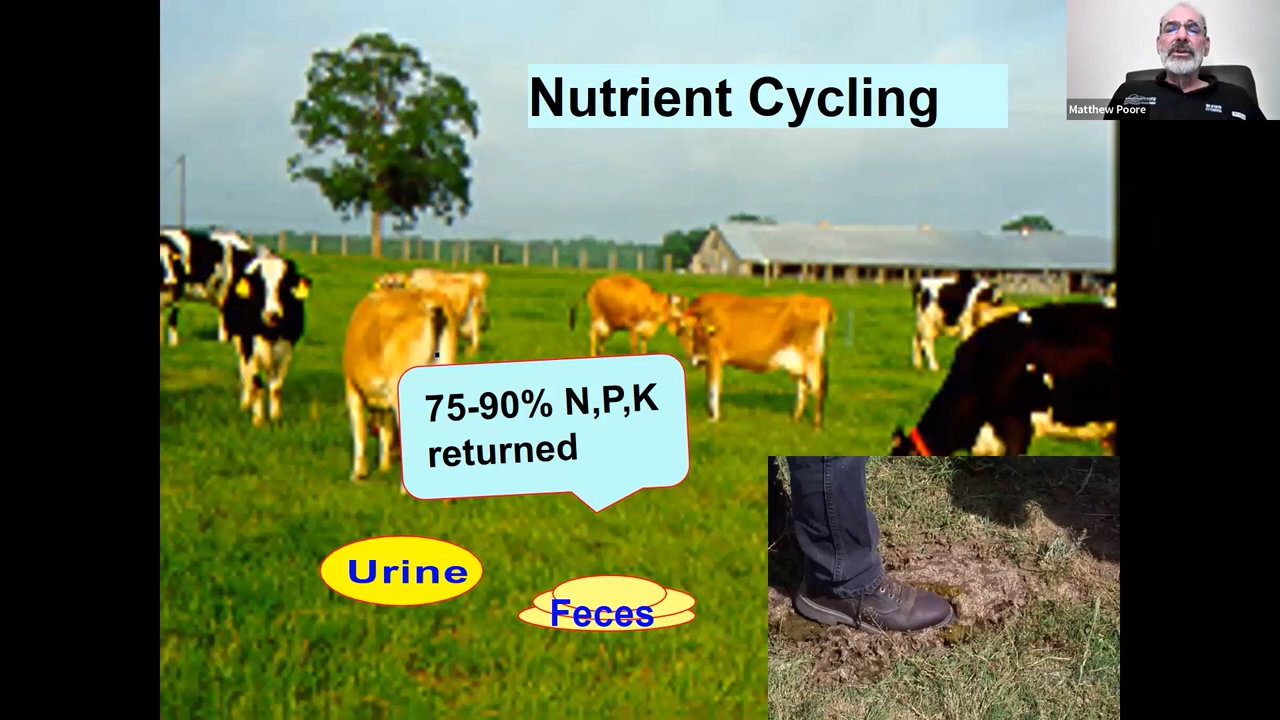 Nutrient Cycling
Matthew Poore
75-90% N,P,K
returned
Urine
Feces